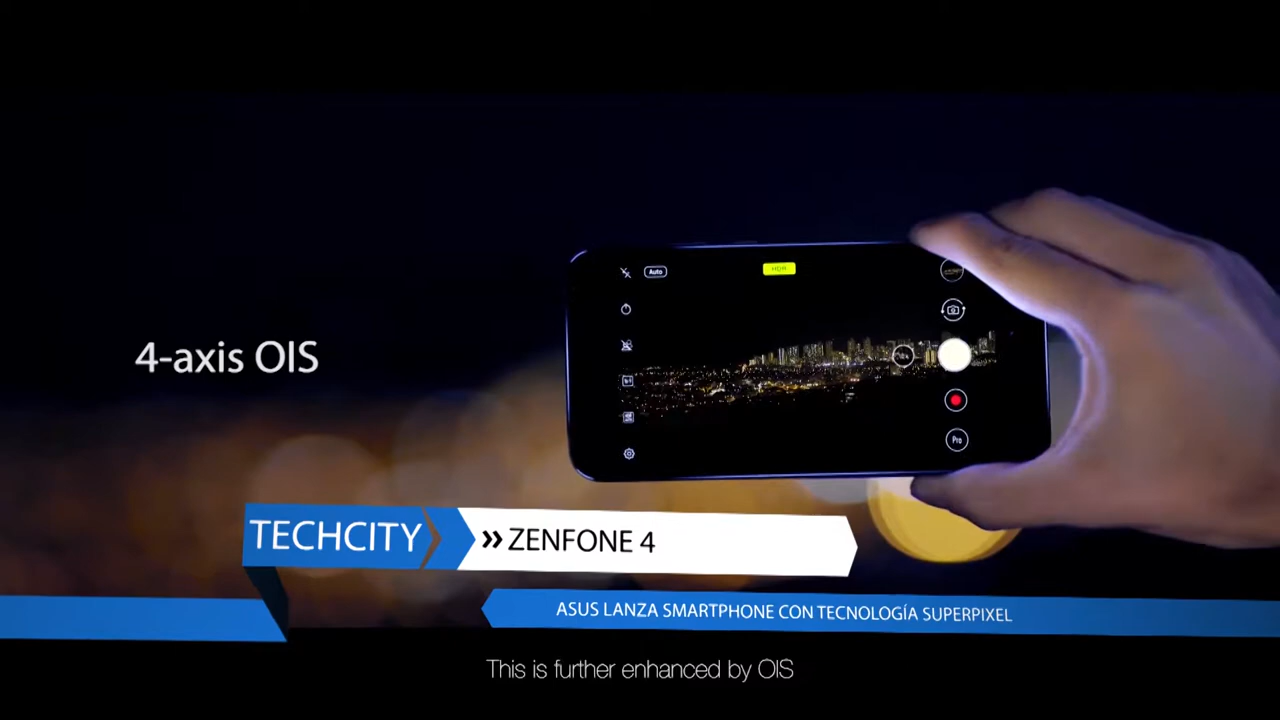 Auto
HDR
4-axis OIS
Pro
TECHCITY
» ZENFONE 4
ASUS LANZA SMARTPHONE CON TECNOLOGÍA SUPERPIXEL
This is further enhanced by OIS